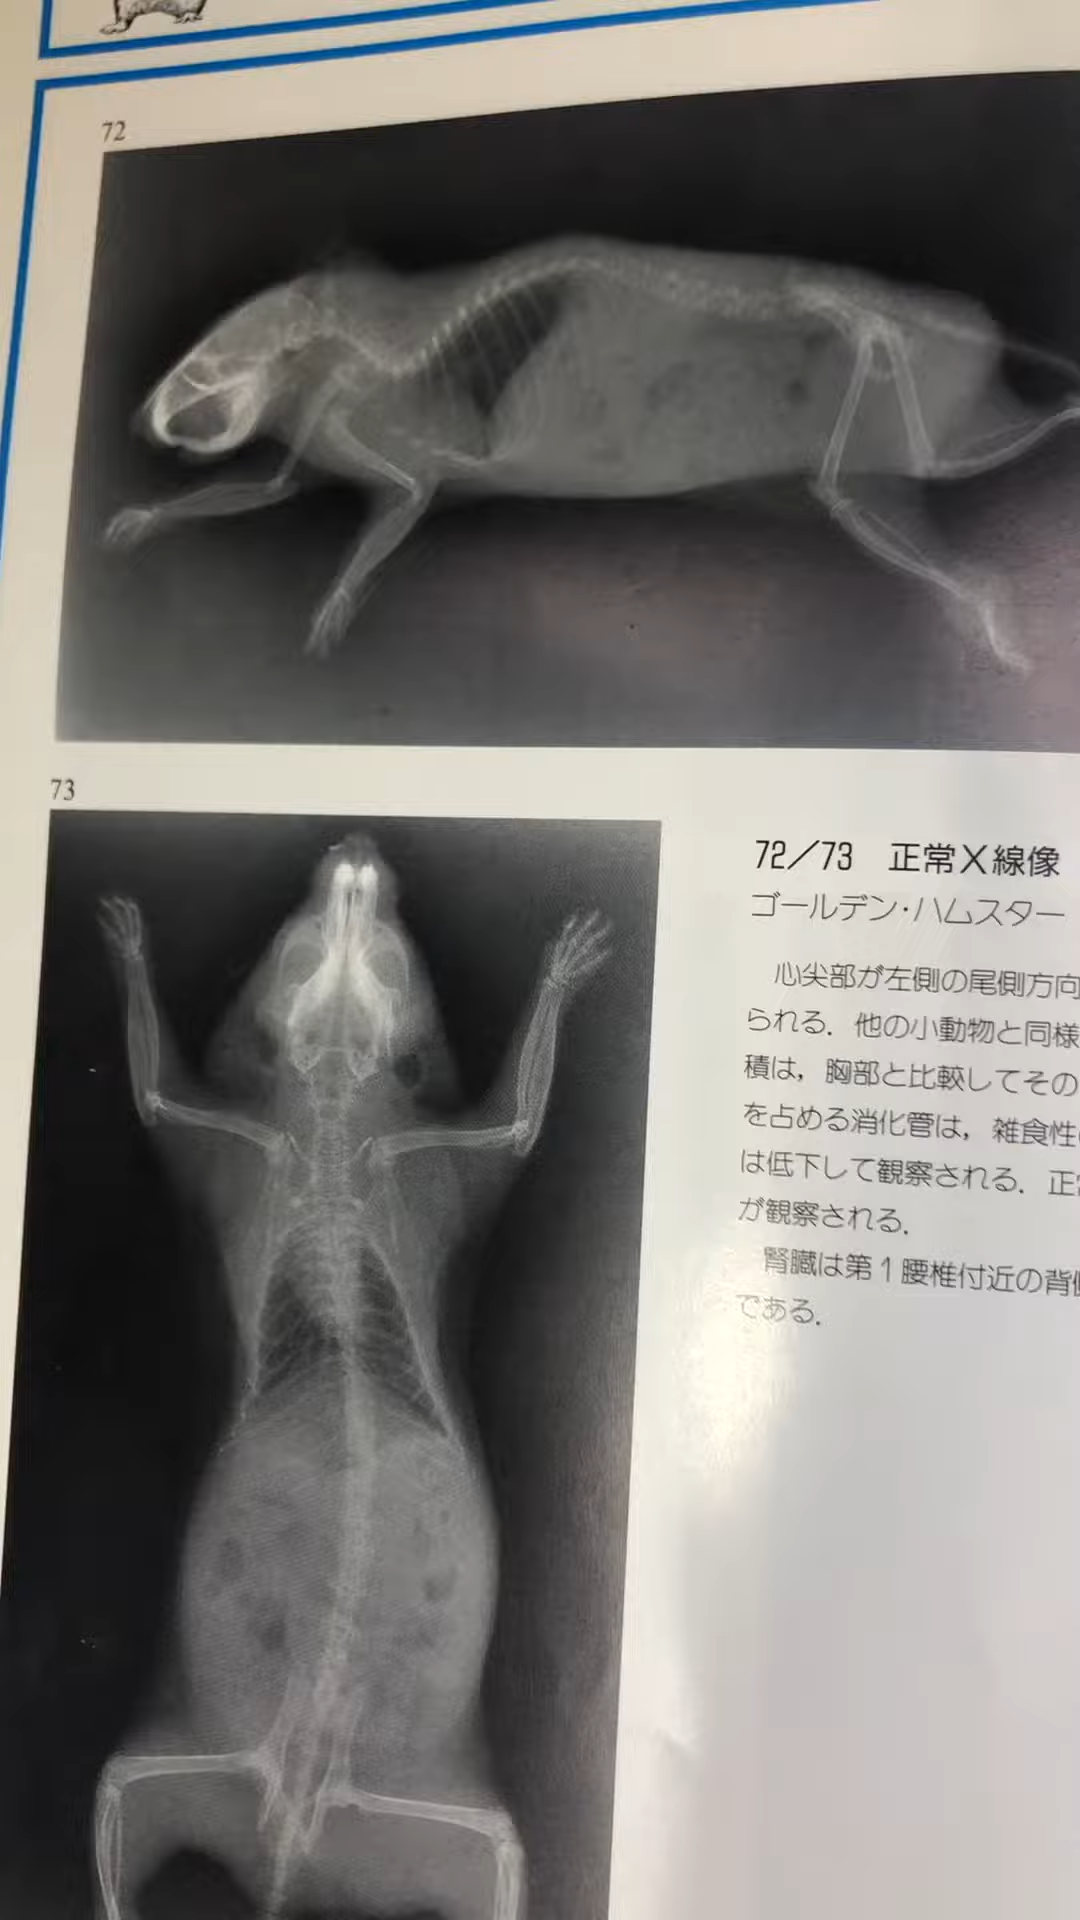 72
73
72／73 正常X線像
ゴールデン・ハムスター
心尖部が左側の尾側方向
られる．他の小動物と同様
積は，胸部と比較してその
を占める消化管は，雑食性
は低下して観察される．正常
が観察される．
腎臓は第1腰椎付近の背側
である．